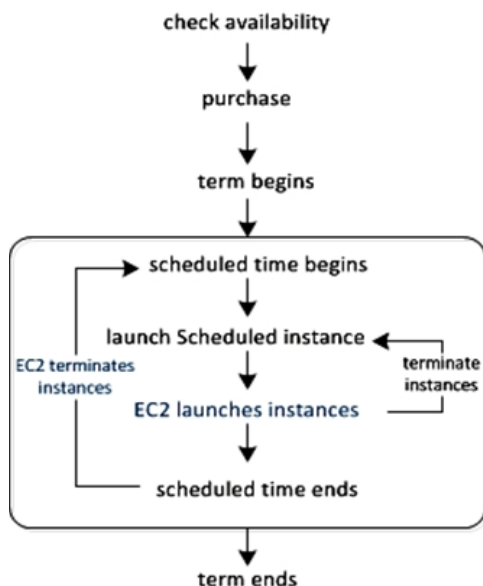 check availability
purchase
term begins
scheduled time begins
launch Scheduled instance
EC2 terminates
instances
terminate
instances
EC2 launches instances
scheduled time ends
term ends